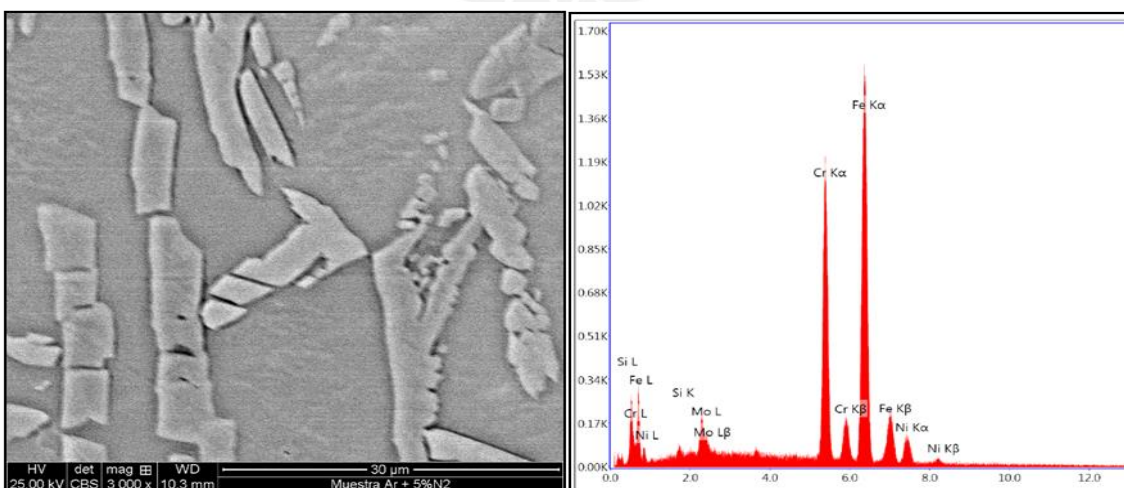 HV det mag ⊞ WD 30 µm
25.00 kV CBS 3 000 x 10.3 mm Muestra Ar + 5%N2
1.70K
1.53K
1.36K
1.19K
1.02K
0.85K
0.68K
0.51K
0.34K
0.17K
0.00K
Fe Kα
Cr Kα
Si L
Fe L
Si K
Cr L
Mo L
Cr Kβ
Fe Kβ
Ni L
Mo Lβ
Ni Kα
Ni Kβ
0.0 2.0 4.0 6.0 8.0 10.0 12.0